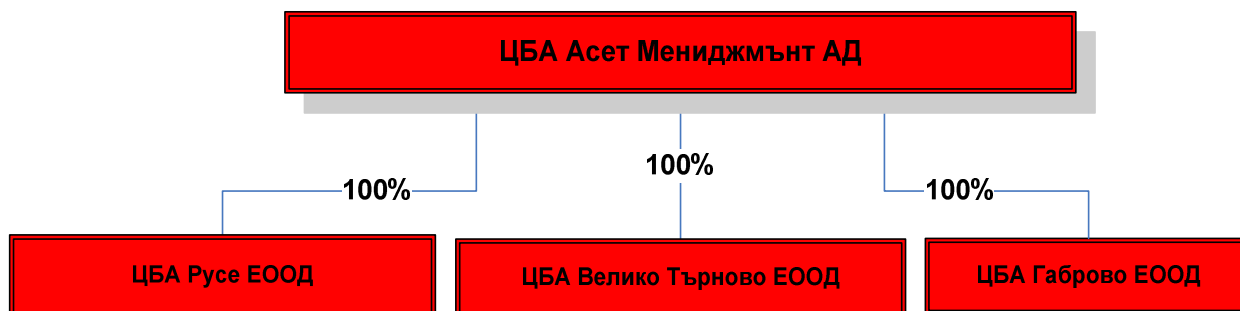 ЦБА Асет Мениджмънт АД
100%
100%
100%
ЦБА Русе ЕООД
ЦБА Велико Търново ЕООД
ЦБА Габрово ЕООД